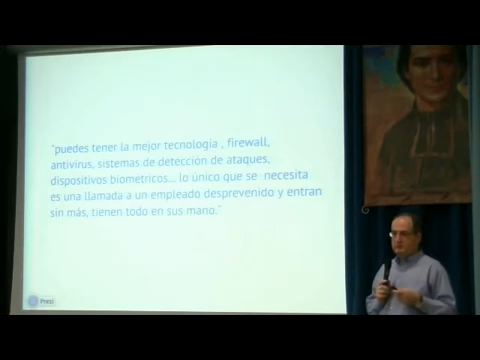 "puedes tener la mejor tecnología , firewall,
antivirus, sistemas de detección de ataques,
dispositivos biometricos... lo único que se necesita
es una llamada a un empleado desprevenido y entran
sin más, tienen todo en sus mano."
Prezi